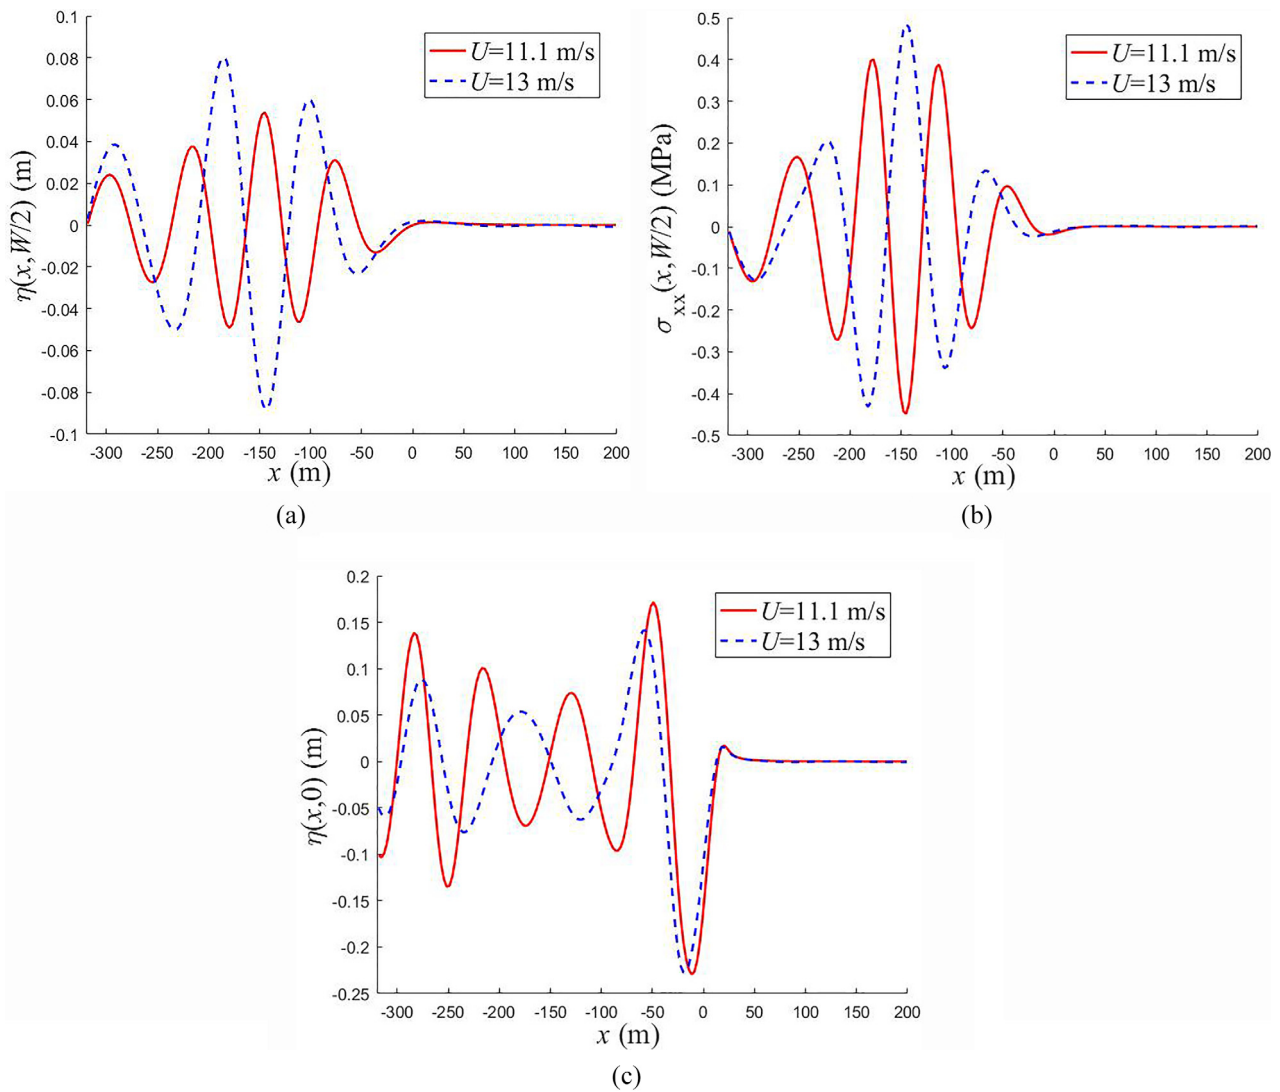 0.1
0.08
0.06
0.04
0.02
0
-0.02
-0.04
-0.06
-0.08
-0.1
η(x,W/2) (m)
U=11.1 m/s
U=13 m/s
-300 -250 -200 -150 -100 -50 0 50 100 150 200
x (m)
(a)
0.5
0.4
0.3
0.2
0.1
0
-0.1
-0.2
-0.3
-0.4
-0.5
σxx(x,W/2) (MPa)
U=11.1 m/s
U=13 m/s
-300 -250 -200 -150 -100 -50 0 50 100 150 200
x (m)
(b)
0.2
0.15
0.1
0.05
0
-0.05
-0.1
-0.15
-0.2
-0.25
η(x,0) (m)
U=11.1 m/s
U=13 m/s
-300 -250 -200 -150 -100 -50 0 50 100 150 200
x (m)
(c)